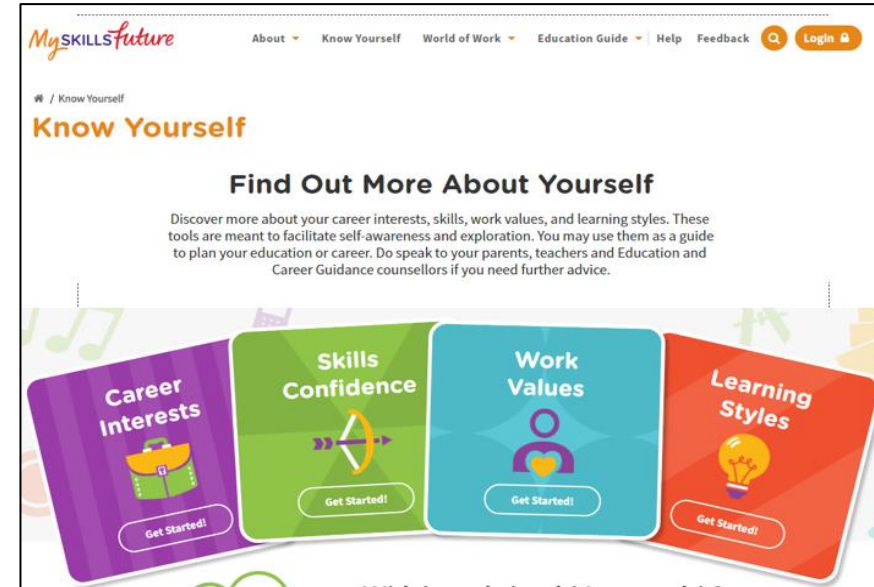 MySKILLSfuture
About Know Yourself World of Work Education Guide Help Feedback Login
/ Know Yourself
Know Yourself
Find Out More About Yourself
Discover more about your career interests, skills, work values, and learning styles. These
tools are meant to facilitate self-awareness and exploration. You may use them as a guide
to plan your education or career. Do speak to your parents, teachers and Education and
Career Guidance counsellors if you need further advice.
Career
Interests
Get Started!
Skills
Confidence
Get Started!
Work
Values
Get Started!
Learning
Styles
Get Started!